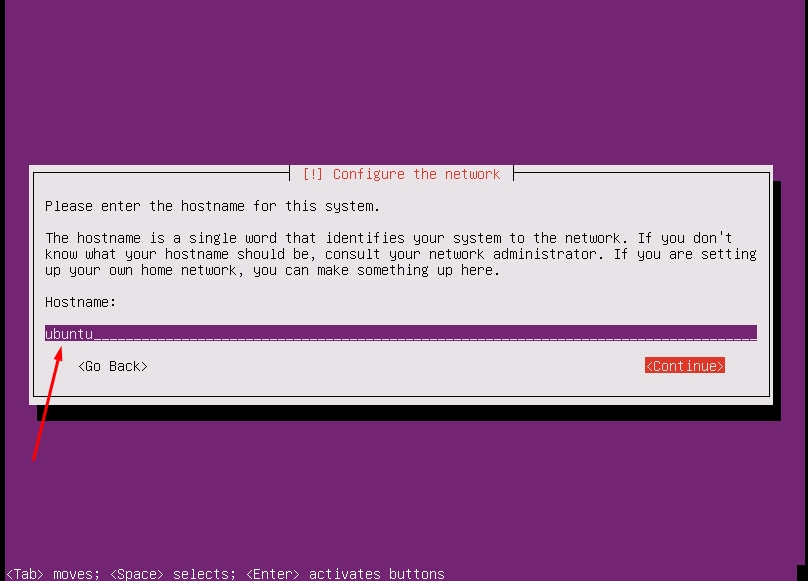 [!] Configure the network
Please enter the hostname for this system.
The hostname is a single word that identifies your system to the network. If you don't
know what your hostname should be, consult your network administrator. If you are setting
up your own home network, you can make something up here.
Hostname:
ubuntu
<Go Back> <Continue>
<Tab> moves; <Space> selects; <Enter> activates buttons